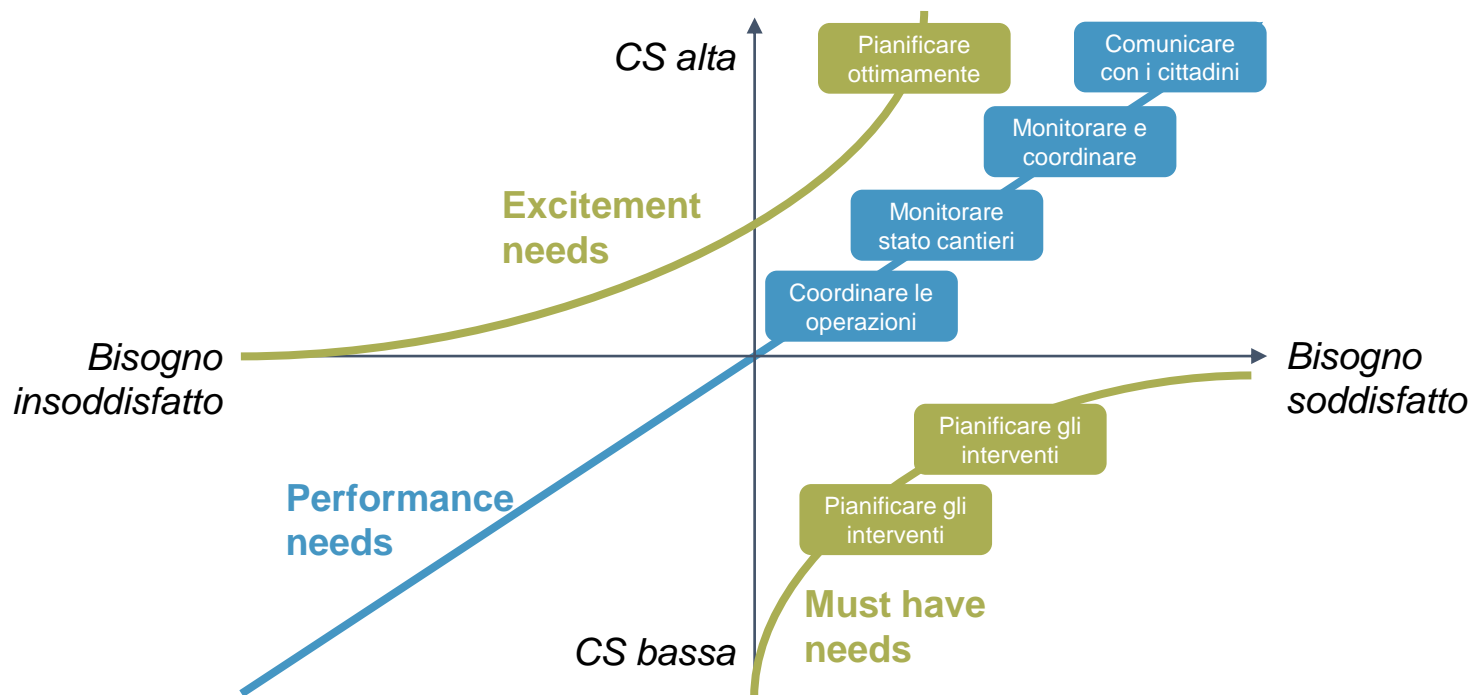 CS alta
Pianificare
ottimamente
Comunicare
con i cittadini
Monitorare e
coordinare
Excitement
needs
Monitorare
stato cantieri
Coordinare le
operazioni
Bisogno
insoddisfatto
Bisogno
soddisfatto
Pianificare gli
interventi
Performance
needs
Pianificare gli
interventi
Must have
needs
CS bassa